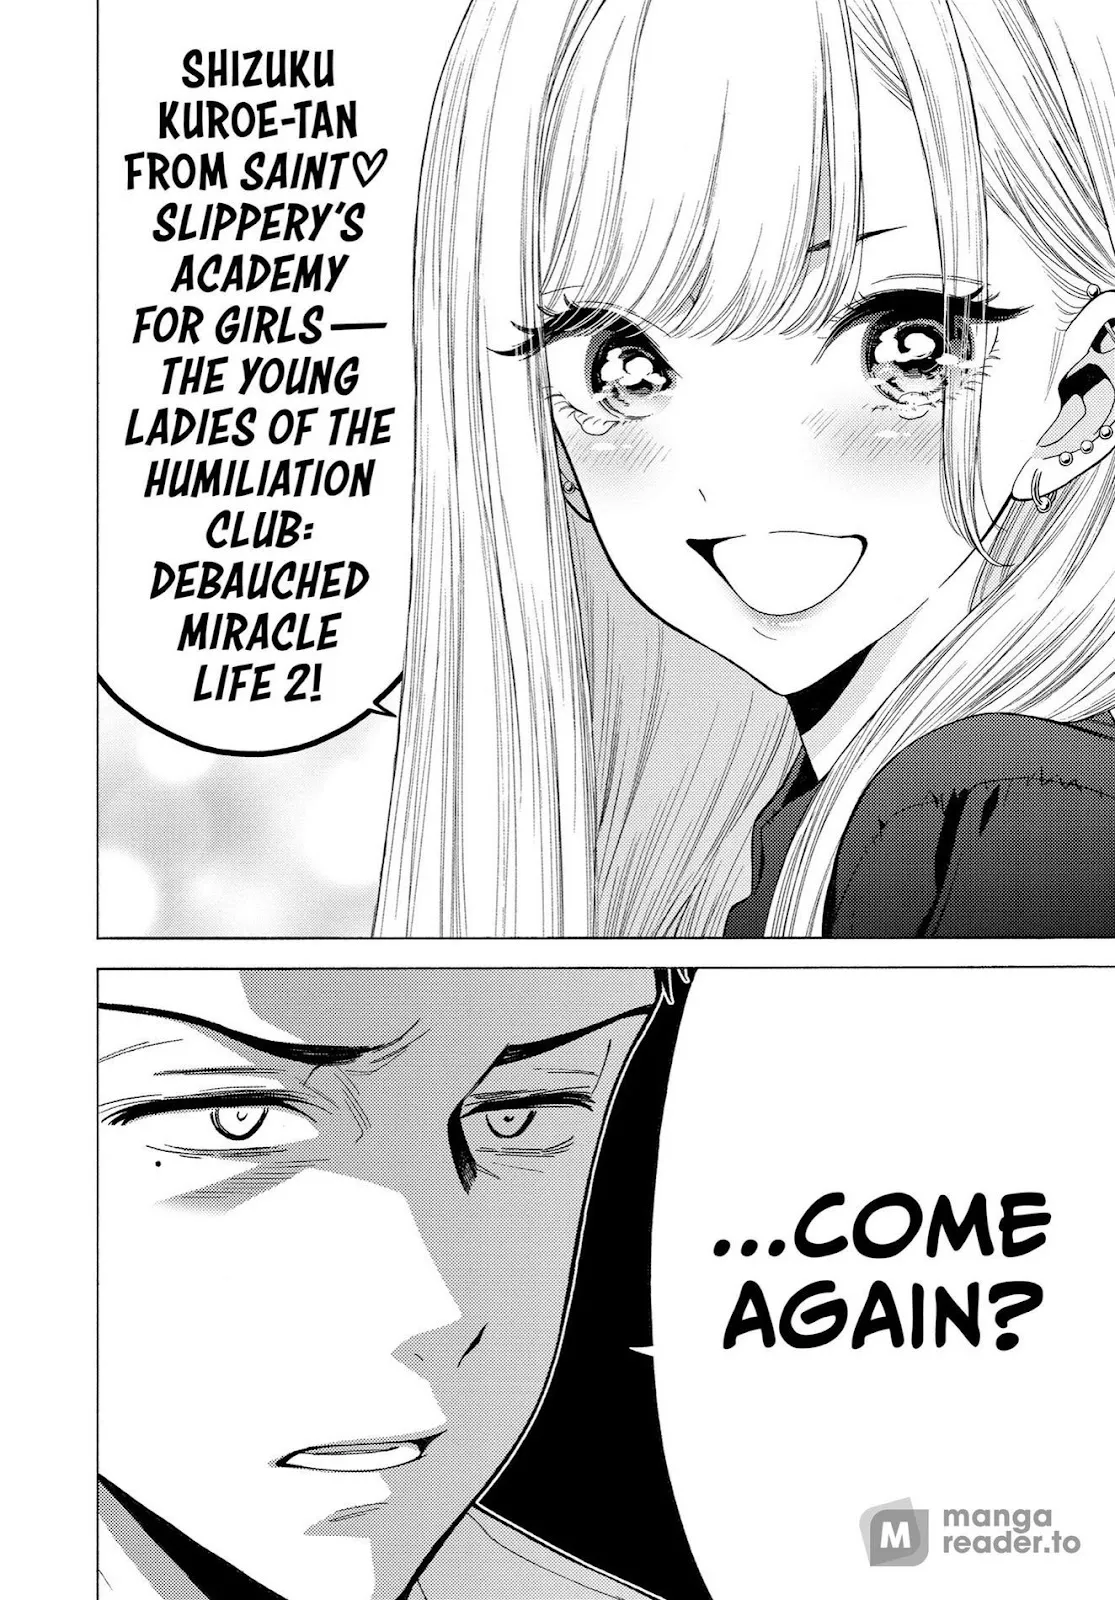 SHIZUKU
KUROE-TAN
FROM SAINT♡
SLIPPERY'S
ACADEMY
FOR GIRLS—
THE YOUNG
LADIES OF THE
HUMILIATION
CLUB:
DEBAUCHED
MIRACLE
LIFE 2!
...COME
AGAIN?
M manga
reader.to